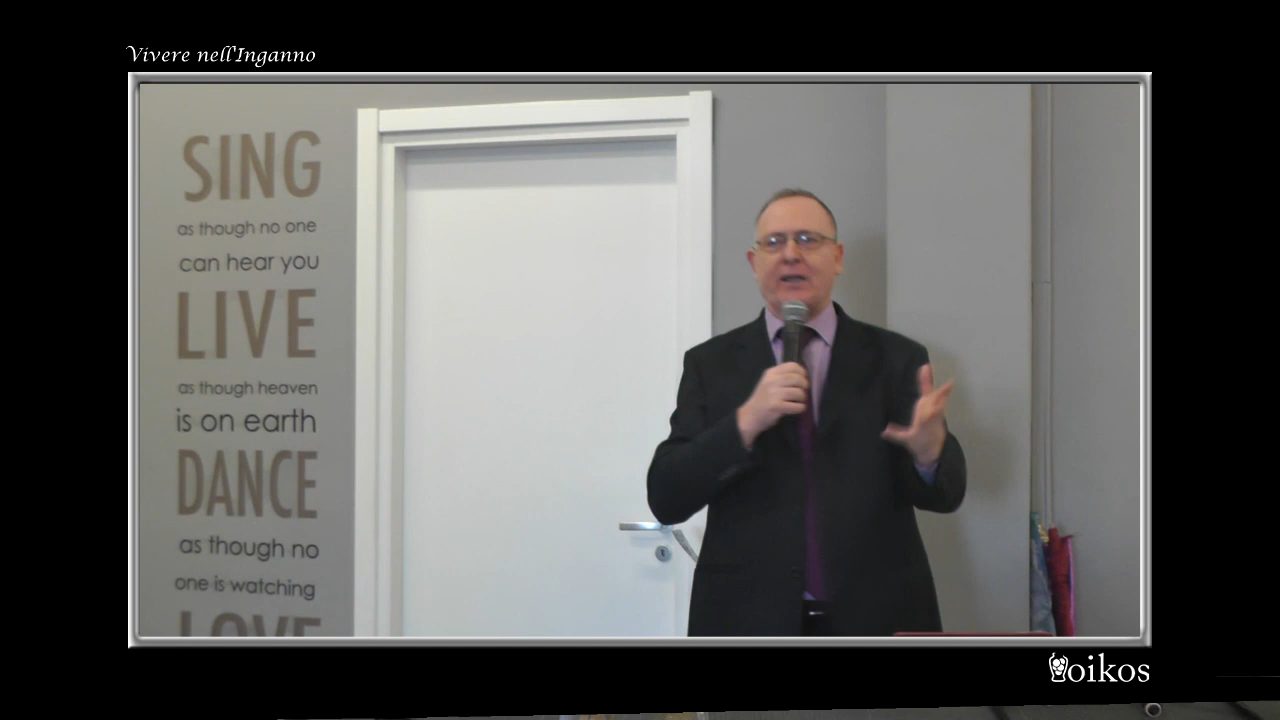 Vivere nell'Inganno
SING
as though no one
can hear you
LIVE
as though heaven
is on earth
DANCE
as though no
one is watching
LOVE
oikos